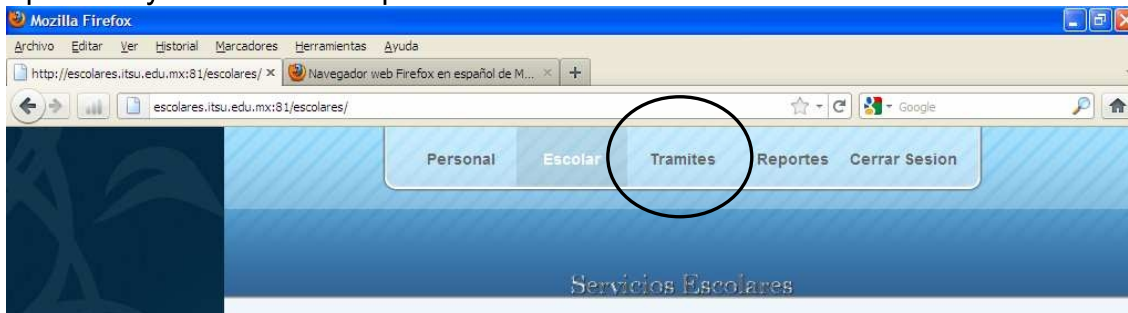 Mozilla Firefox
Archivo Editar Ver Historial Marcadores Herramientas Ayuda
http://escolares.itsu.edu.mx:81/escolares/ × Navegador web Firefox en español de M... × +
escolares.itsu.edu.mx:81/escolares/ Google
Personal Escolar Tramites Reportes Cerrar Sesion
Servicios Escolares